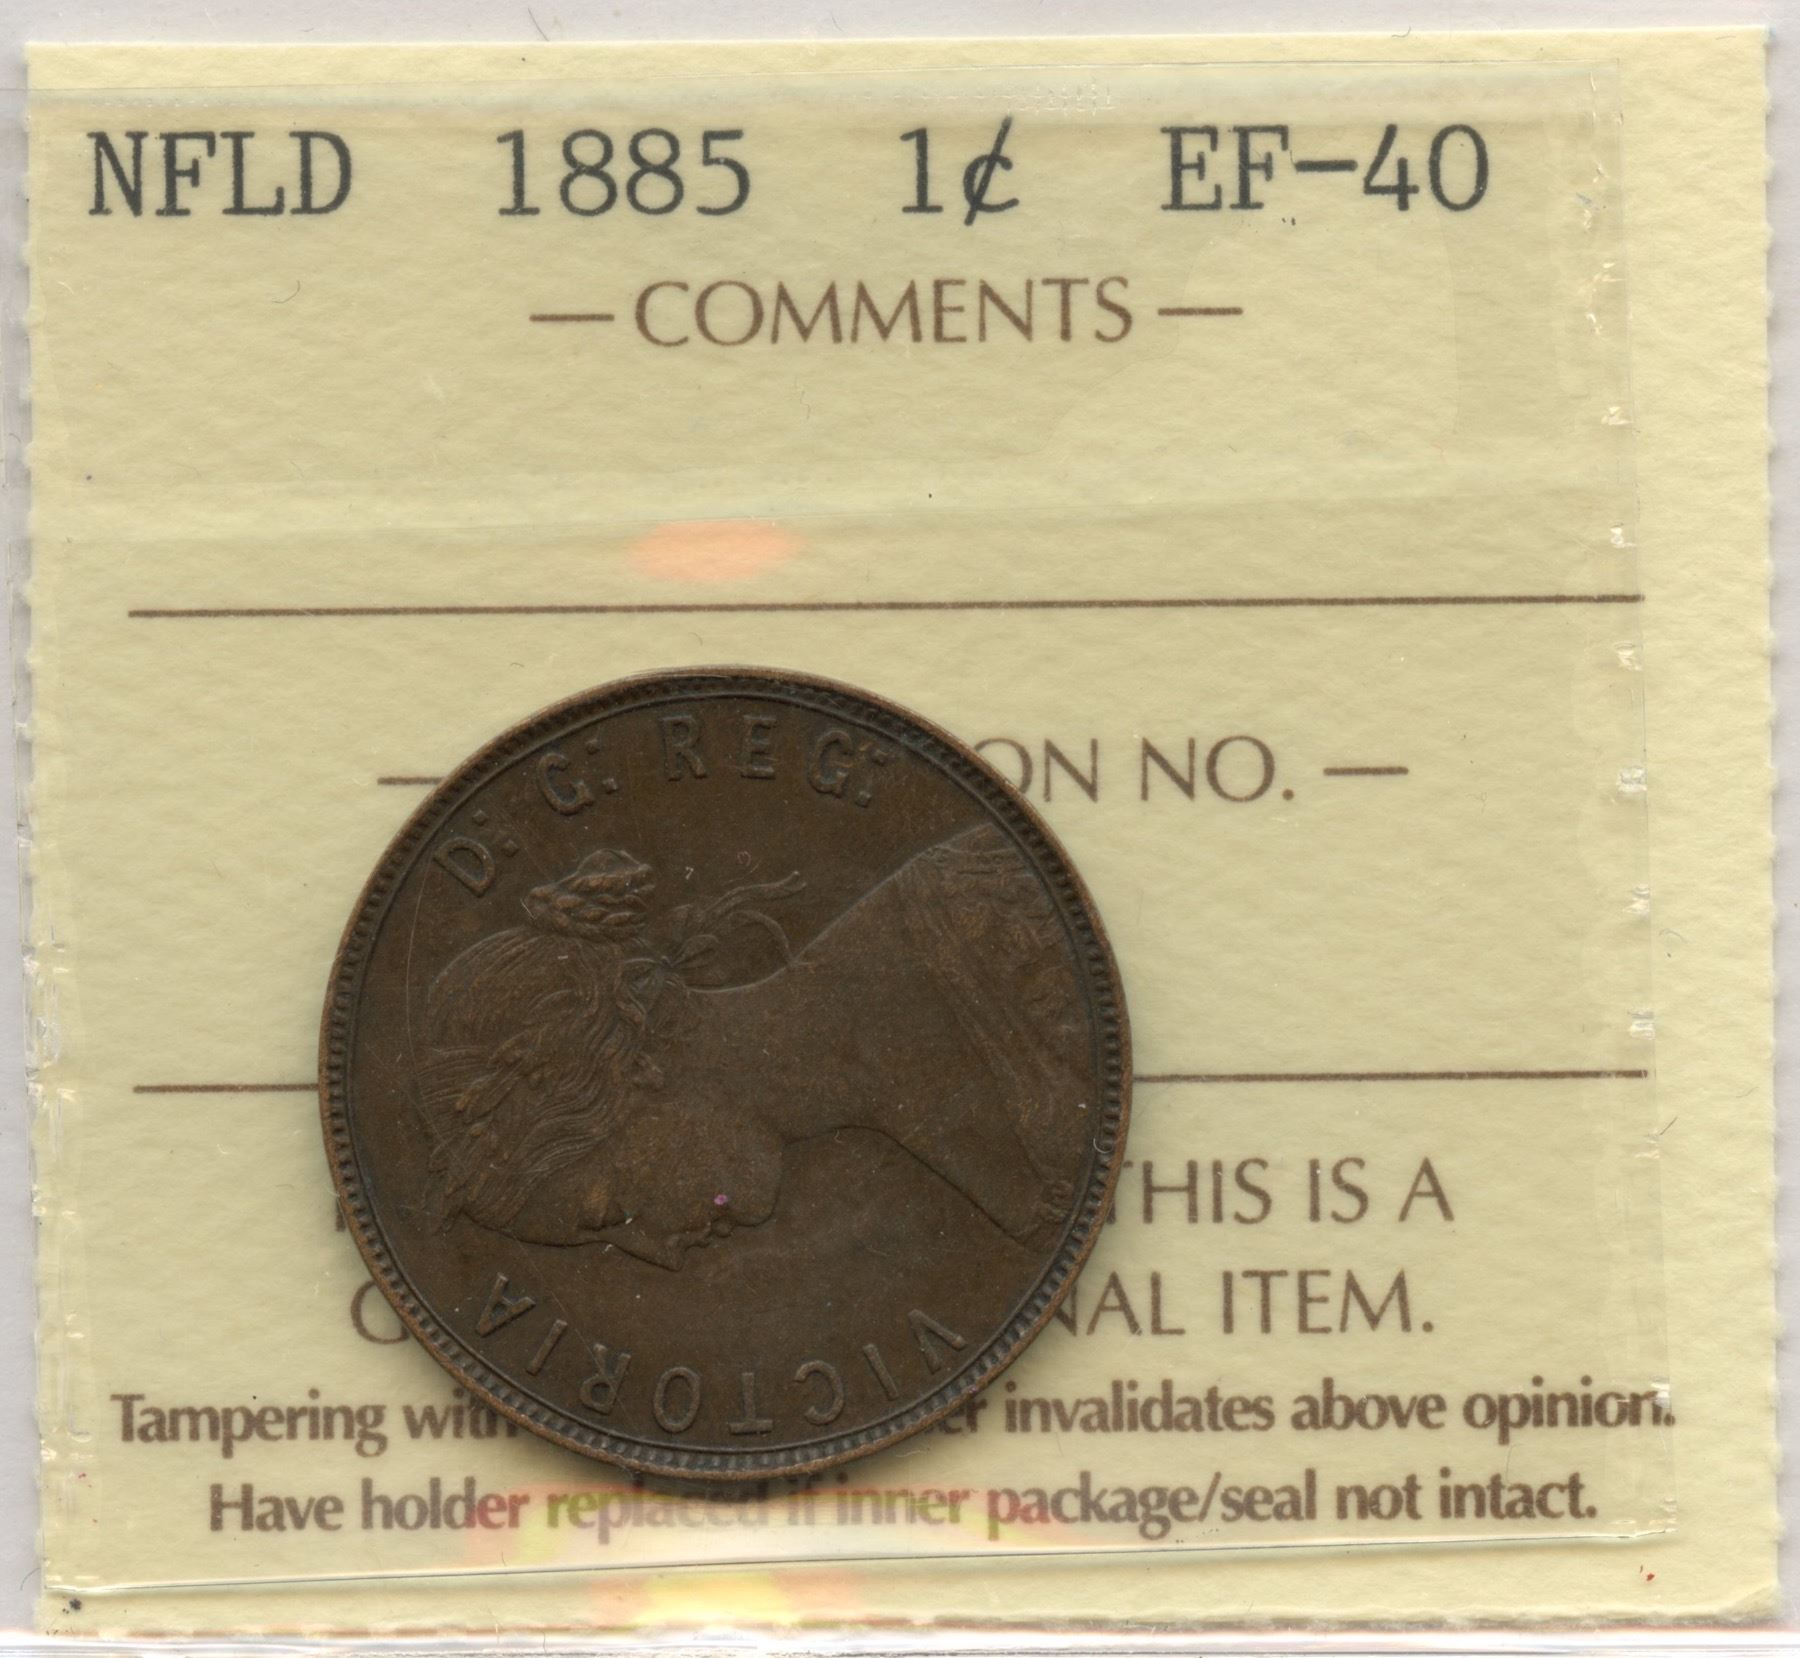 NFLD 1885 1¢ EF-40
— COMMENTS —
— ON NO. —
D: G: REG:
VICTORIA
THIS IS A
NAL ITEM.
Tampering with er invalidates above opinion.
Have holder replaced if inner package/seal not intact.